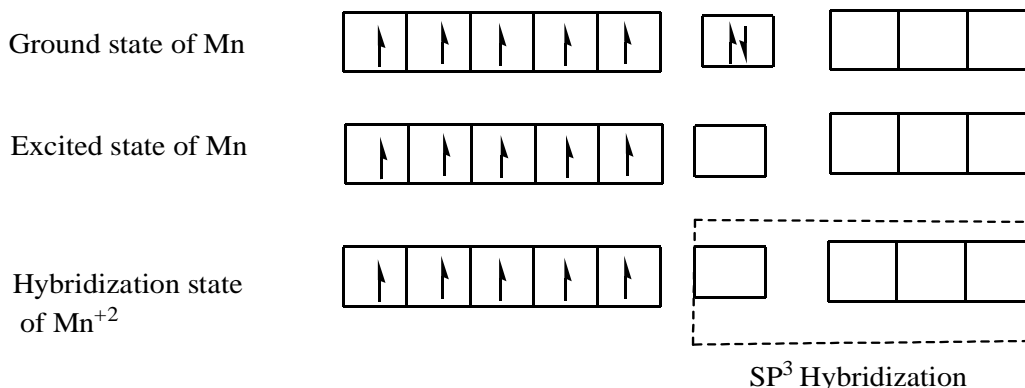 Ground state of Mn
Excited state of Mn
Hybridization state
of Mn+2
SP3 Hybridization